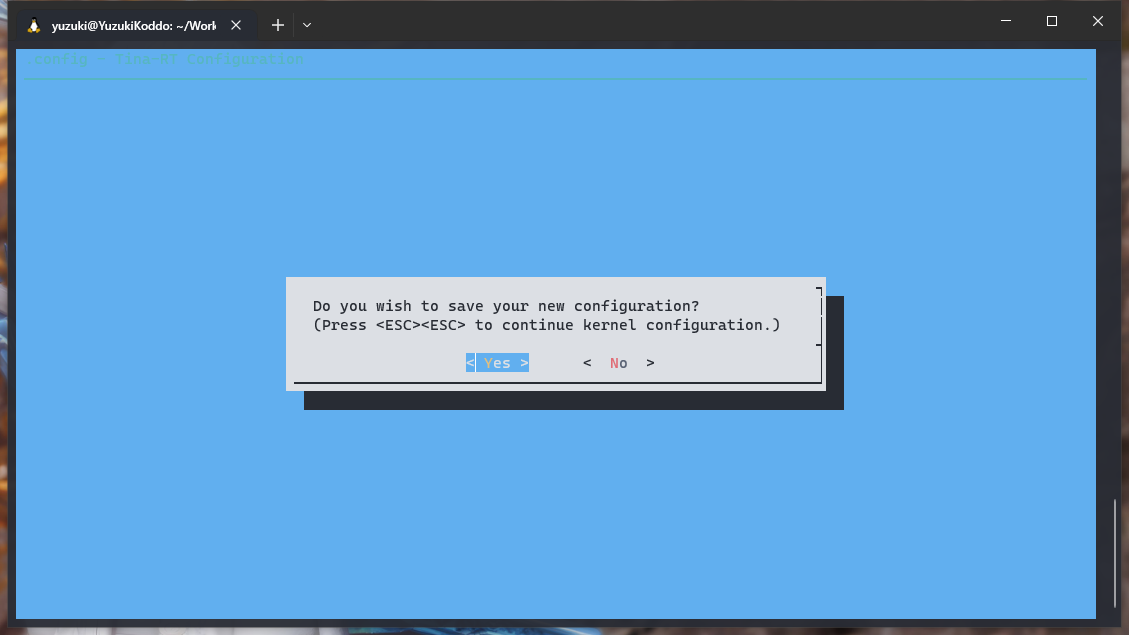 yuzuki@YuzukiKoddo: ~/Work
.config - Tina-RT Configuration
Do you wish to save your new configuration?
(Press <ESC><ESC> to continue kernel configuration.)
< Yes > < No >